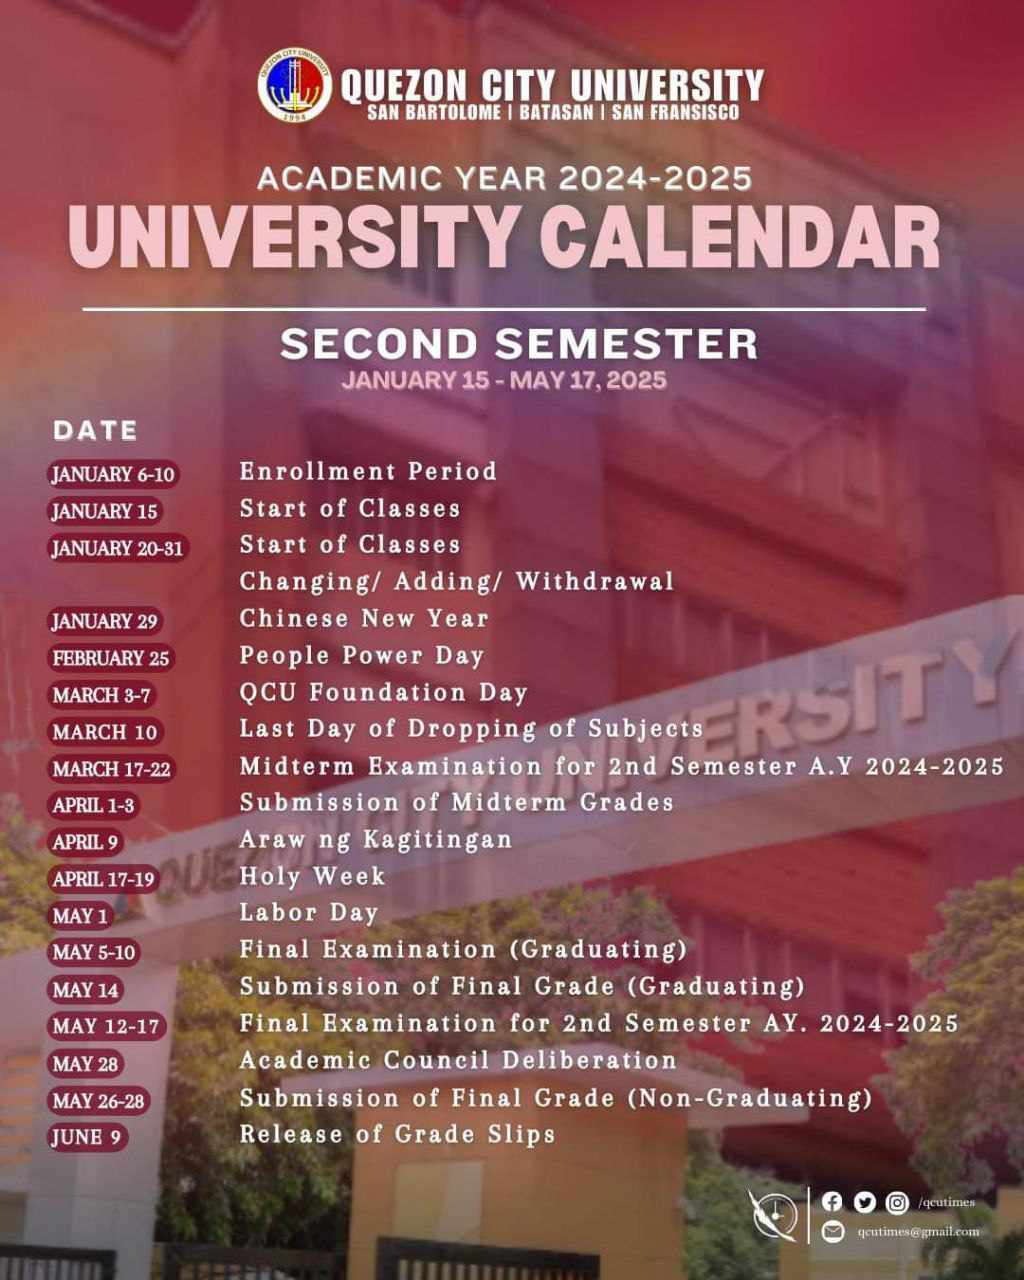 QUEZON CITY UNIVERSITY
1994
QUEZON CITY UNIVERSITY
SAN BARTOLOME | BATASAN | SAN FRANSISCO
ACADEMIC YEAR 2024-2025
UNIVERSITY CALENDAR
SECOND SEMESTER
JANUARY 15 - MAY 17, 2025
DATE
JANUARY 6-10 Enrollment Period
JANUARY 15 Start of Classes
JANUARY 20-31 Start of Classes
Changing/ Adding/ Withdrawal
JANUARY 29 Chinese New Year
FEBRUARY 25 People Power Day
MARCH 3-7 QCU Foundation Day
MARCH 10 Last Day of Dropping of Subjects
MARCH 17-22 Midterm Examination for 2nd Semester A.Y 2024-2025
APRIL 1-3 Submission of Midterm Grades
APRIL 9 Araw ng Kagitingan
APRIL 17-19 Holy Week
MAY 1 Labor Day
MAY 5-10 Final Examination (Graduating)
MAY 14 Submission of Final Grade (Graduating)
MAY 12-17 Final Examination for 2nd Semester AY. 2024-2025
MAY 28 Academic Council Deliberation
MAY 26-28 Submission of Final Grade (Non-Graduating)
JUNE 9 Release of Grade Slips
QUEZON CITY UNIVERSITY
/qcutimes
qcutimes@gmail.com